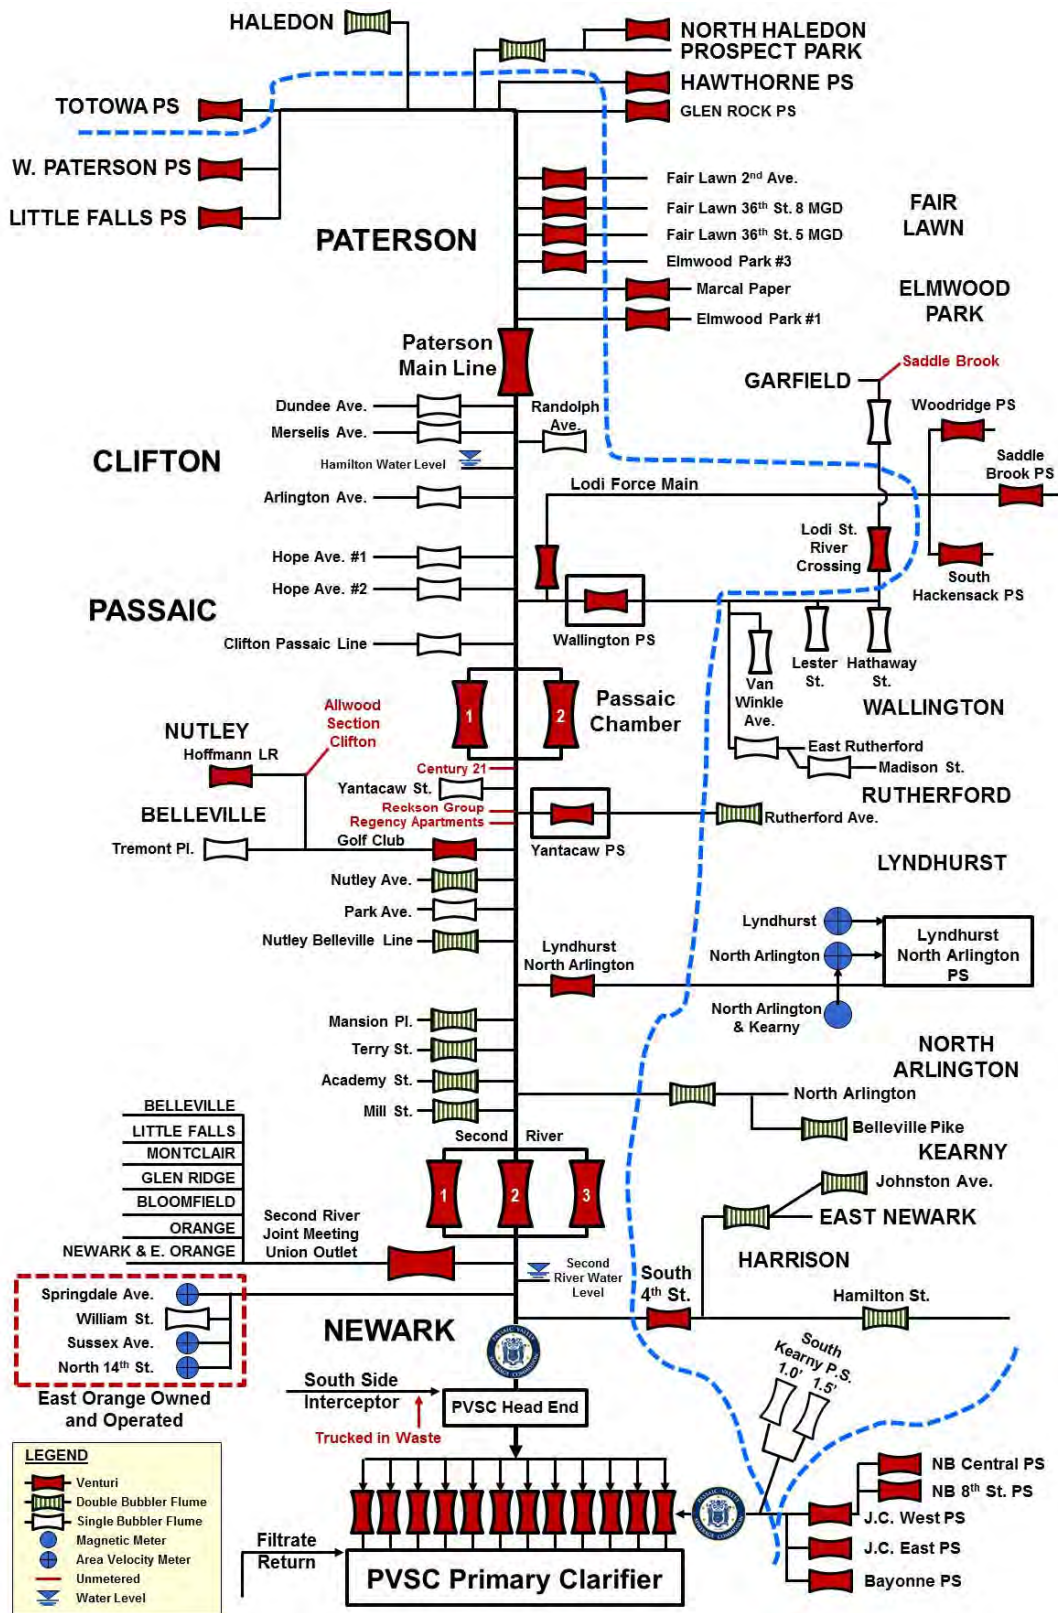 HALEDON
NORTH HALEDON
PROSPECT PARK
HAWTHORNE PS
GLEN ROCK PS
TOTOWA PS
W. PATERSON PS
LITTLE FALLS PS
PATERSON
Fair Lawn 2nd Ave.
Fair Lawn 36th St. 8 MGD
Fair Lawn 36th St. 5 MGD
Elmwood Park #3
Marcal Paper
Elmwood Park #1
FAIR
LAWN
ELMWOOD
PARK
Paterson
Main Line
GARFIELD
Saddle Brook
Dundee Ave.
Merselis Ave.
Randolph
Ave.
Woodridge PS
CLIFTON
Hamilton Water Level
Saddle
Brook PS
Arlington Ave.
Lodi Force Main
Lodi St.
River
Crossing
Hope Ave. #1
Hope Ave. #2
South
Hackensack PS
PASSAIC
Wallington PS
Clifton Passaic Line
Van
Winkle
Ave.
Lester
St.
Hathaway
St.
WALLINGTON
1
2
Passaic
Chamber
Allwood
Section
Clifton
NUTLEY
Hoffmann LR
East Rutherford
Madison St.
Century 21
Yantacaw St.
Reckson Group
Regency Apartments
RUTHERFORD
Rutherford Ave.
BELLEVILLE
Tremont Pl.
Golf Club
Yantacaw PS
LYNDHURST
Nutley Ave.
Park Ave.
Nutley Belleville Line
Lyndhurst
North Arlington
Lyndhurst
North Arlington
Lyndhurst
North Arlington
PS
North Arlington
& Kearny
Mansion Pl.
Terry St.
Academy St.
Mill St.
NORTH
ARLINGTON
North Arlington
Belleville Pike
KEARNY
Second River
BELLEVILLE
LITTLE FALLS
MONTCLAIR
GLEN RIDGE
BLOOMFIELD
ORANGE
NEWARK & E. ORANGE
1
2
3
Johnston Ave.
EAST NEWARK
Second River
Joint Meeting
Union Outlet
Second
River Water
Level
HARRISON
South
4th St.
Hamilton St.
Springdale Ave.
William St.
Sussex Ave.
North 14th St.
East Orange Owned
and Operated
NEWARK
South Side
Interceptor
PVSC Head End
Trucked in Waste
South
Kearny P.S.
1.0'
1.5'
LEGEND
Venturi
Double Bubbler Flume
Single Bubbler Flume
Magnetic Meter
Area Velocity Meter
Unmetered
Water Level
Filtrate
Return
PVSC Primary Clarifier
NB Central PS
NB 8th St. PS
J.C. West PS
J.C. East PS
Bayonne PS